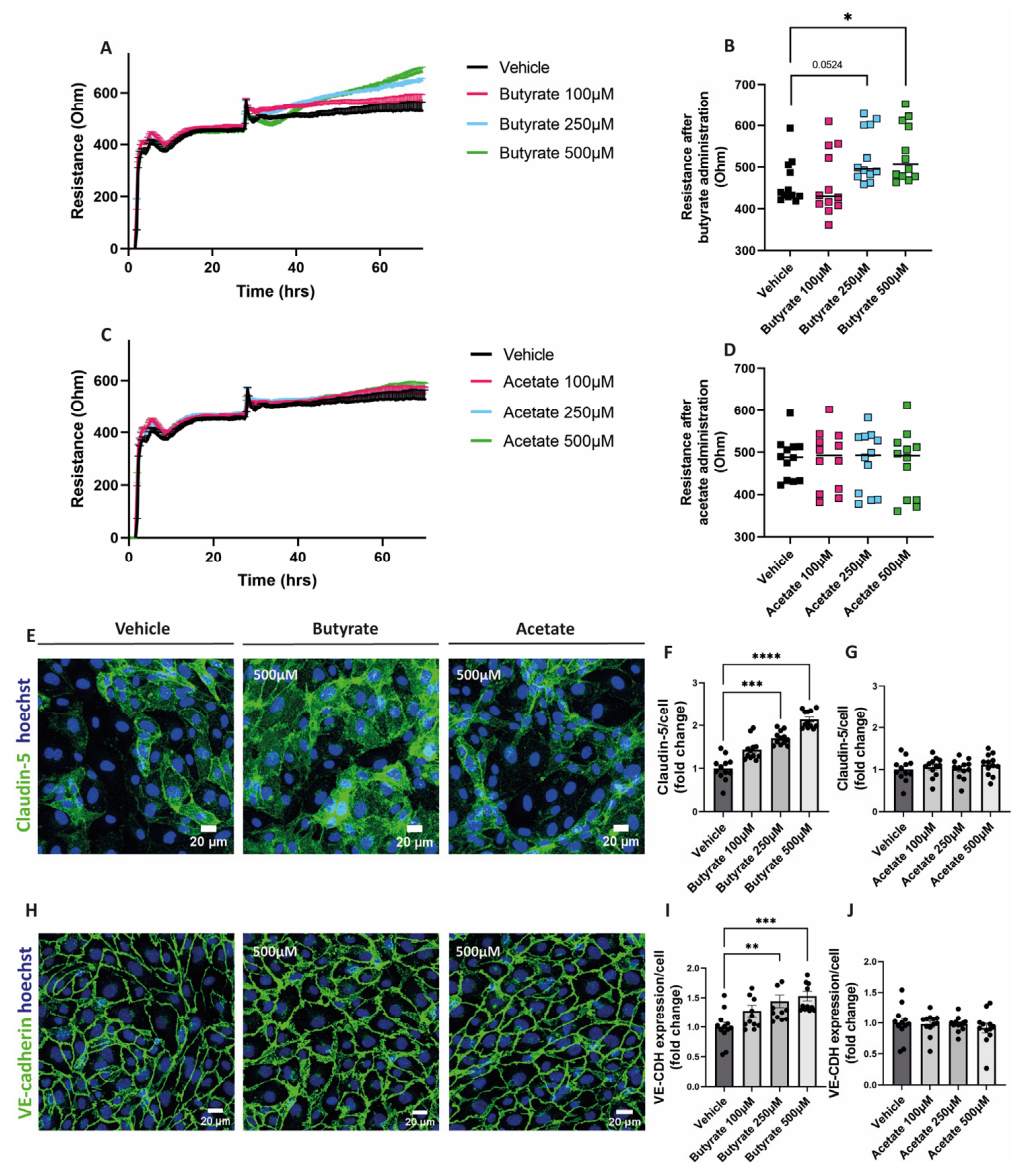 A
Resistance (Ohm)
600
400
200
0
0
20
40
60
Time (hrs)
Vehicle
Butyrate 100µM
Butyrate 250µM
Butyrate 500µM
B
*
0.0524
Resistance after
butyrate administration
(Ohm)
700
600
500
400
300
Vehicle
Butyrate 100µM
Butyrate 250µM
Butyrate 500µM
C
Resistance (Ohm)
600
400
200
0
0
20
40
60
Time (hrs)
Vehicle
Acetate 100µM
Acetate 250µM
Acetate 500µM
D
Resistance after
acetate administration
(Ohm)
700
600
500
400
300
Vehicle
Acetate 100µM
Acetate 250µM
Acetate 500µM
E
Vehicle
Butyrate
Acetate
Claudin-5 hoechst
500µM
500µM
20 µm
20 µm
20 µm
F
****
***
Claudin-5/cell
(fold change)
3
2
1
0
Vehicle
Butyrate 100µM
Butyrate 250µM
Butyrate 500µM
G
Claudin-5/cell
(fold change)
3
2
1
0
Vehicle
Acetate 100µM
Acetate 250µM
Acetate 500µM
H
VE-cadherin hoechst
500µM
500µM
20 µm
20 µm
20 µm
I
***
**
VE-CDH expression/cell
(fold change)
2.0
1.5
1.0
0.5
0.0
Vehicle
Butyrate 100µM
Butyrate 250µM
Butyrate 500µM
J
VE-CDH expression/cell
(fold change)
2.0
1.5
1.0
0.5
0.0
Vehicle
Acetate 100µM
Acetate 250µM
Acetate 500µM